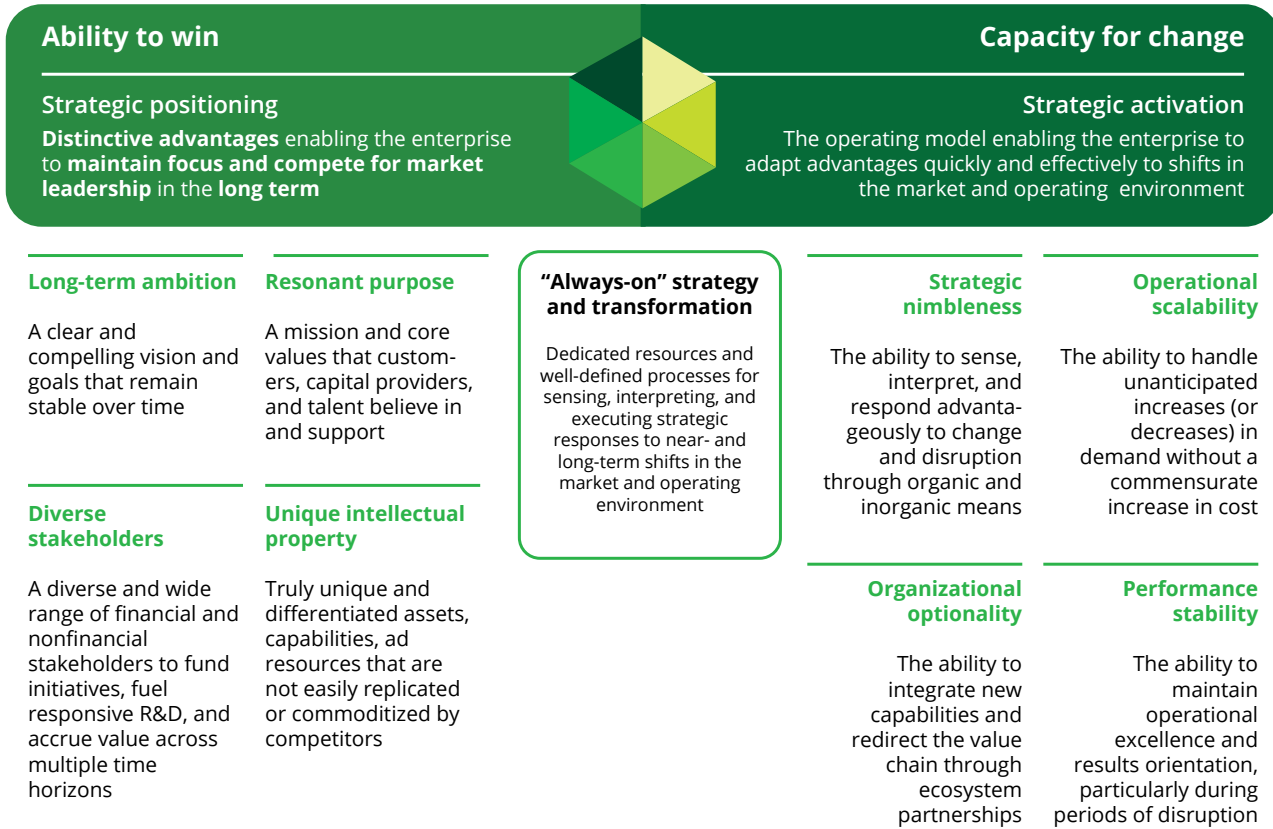 Ability to win
Strategic positioning
Distinctive advantages enabling the enterprise
to maintain focus and compete for market
leadership in the long term
Capacity for change
Strategic activation
The operating model enabling the enterprise to
adapt advantages quickly and effectively to shifts in
the market and operating environment
Long-term ambition
A clear and
compelling vision and
goals that remain
stable over time
Resonant purpose
A mission and core
values that custom-
ers, capital providers,
and talent believe in
and support
Diverse
stakeholders
A diverse and wide
range of financial and
nonfinancial
stakeholders to fund
initiatives, fuel
responsive R&D, and
accrue value across
multiple time
horizons
Unique intellectual
property
Truly unique and
differentiated assets,
capabilities, ad
resources that are
not easily replicated
or commoditized by
competitors
“Always-on” strategy
and transformation
Dedicated resources and
well-defined processes for
sensing, interpreting, and
executing strategic
responses to near- and
long-term shifts in the
market and operating
environment
Strategic
nimbleness
The ability to sense,
interpret, and
respond advanta-
geously to change
and disruption
through organic and
inorganic means
Operational
scalability
The ability to handle
unanticipated
increases (or
decreases) in
demand without a
commensurate
increase in cost
Organizational
optionality
The ability to
integrate new
capabilities and
redirect the value
chain through
ecosystem
partnerships
Performance
stability
The ability to
maintain
operational
excellence and
results orientation,
particularly during
periods of disruption